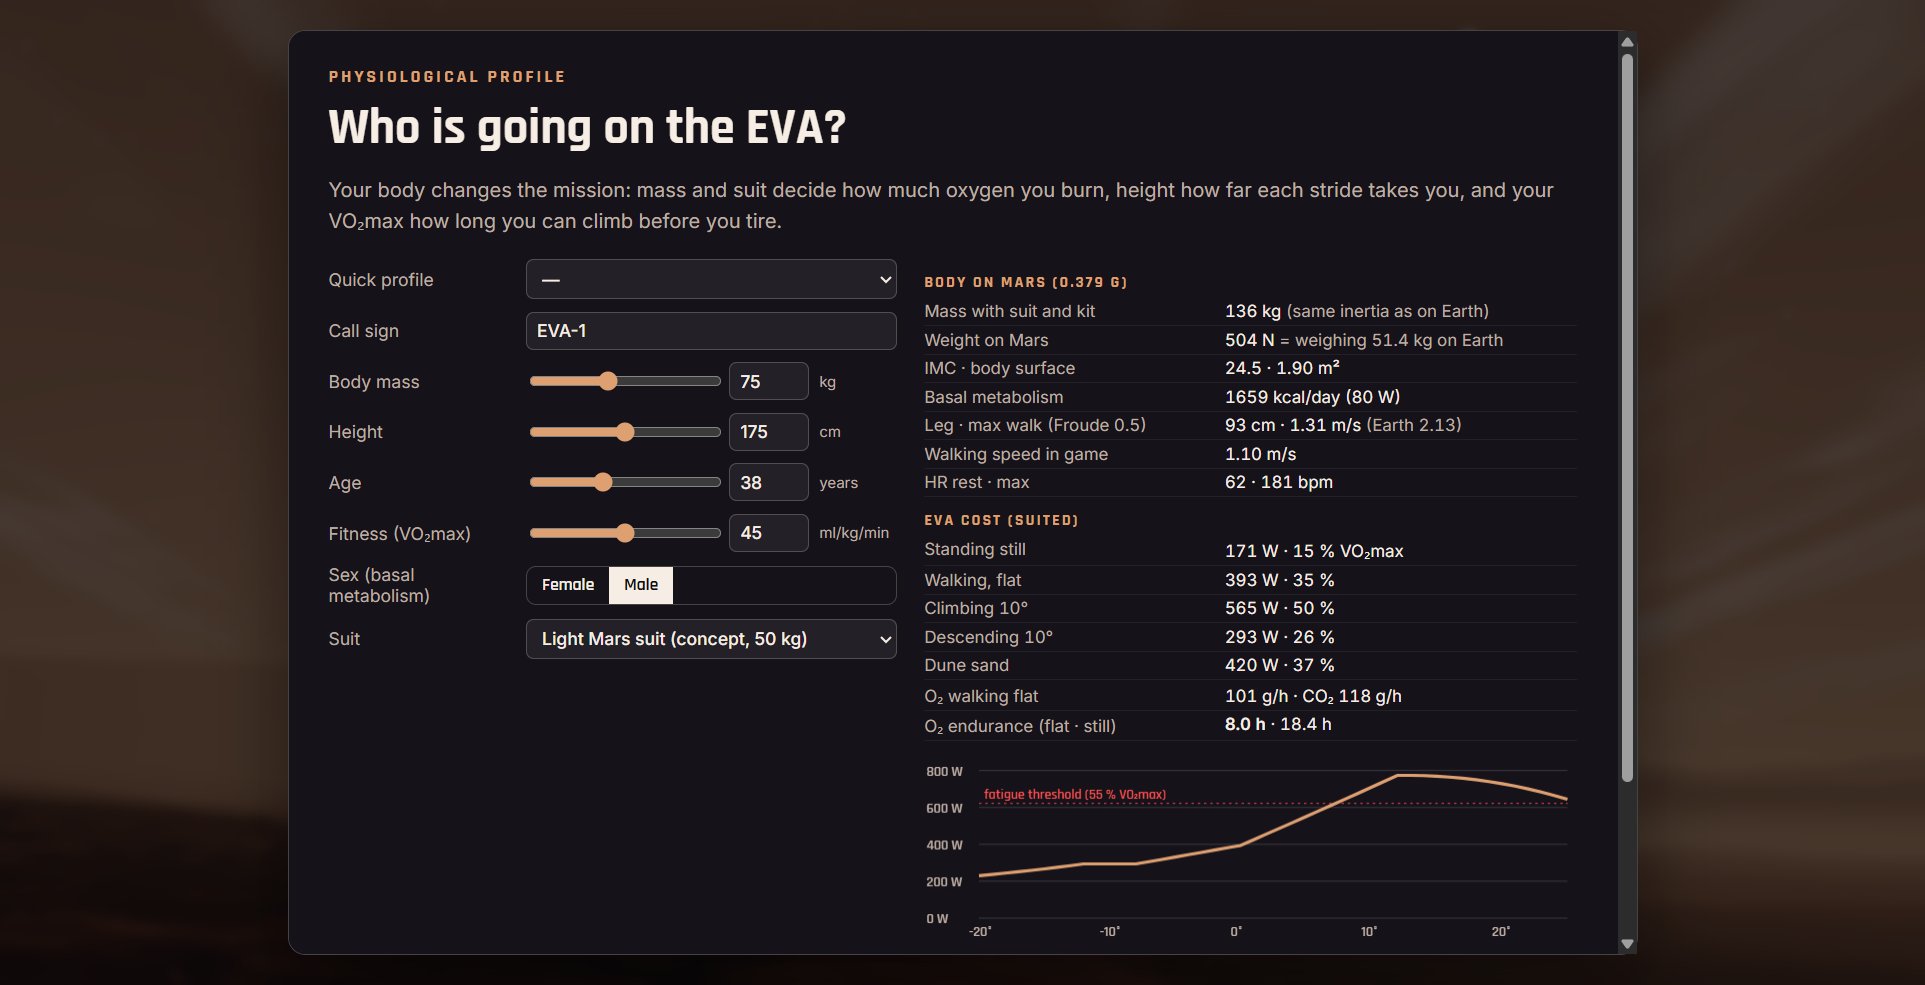 PHYSIOLOGICAL PROFILE
Who is going on the EVA?
Your body changes the mission: mass and suit decide how much oxygen you burn, height how far each stride takes you, and your
VO₂max how long you can climb before you tire.
Quick profile —
Call sign EVA-1
Body mass 75 kg
Height 175 cm
Age 38 years
Fitness (VO₂max) 45 ml/kg/min
Sex (basal
metabolism) Female Male
Suit Light Mars suit (concept, 50 kg)
BODY ON MARS (0.379 G)
Mass with suit and kit 136 kg (same inertia as on Earth)
Weight on Mars 504 N = weighing 51.4 kg on Earth
IMC · body surface 24.5 · 1.90 m²
Basal metabolism 1659 kcal/day (80 W)
Leg · max walk (Froude 0.5) 93 cm · 1.31 m/s (Earth 2.13)
Walking speed in game 1.10 m/s
HR rest · max 62 · 181 bpm
EVA COST (SUITED)
Standing still 171 W · 15 % VO₂max
Walking, flat 393 W · 35 %
Climbing 10° 565 W · 50 %
Descending 10° 293 W · 26 %
Dune sand 420 W · 37 %
O₂ walking flat 101 g/h · CO₂ 118 g/h
O₂ endurance (flat · still) 8.0 h · 18.4 h
800 W
fatigue threshold (55 % VO₂max)
600 W
400 W
200 W
0 W
-20° -10° 0° 10° 20°